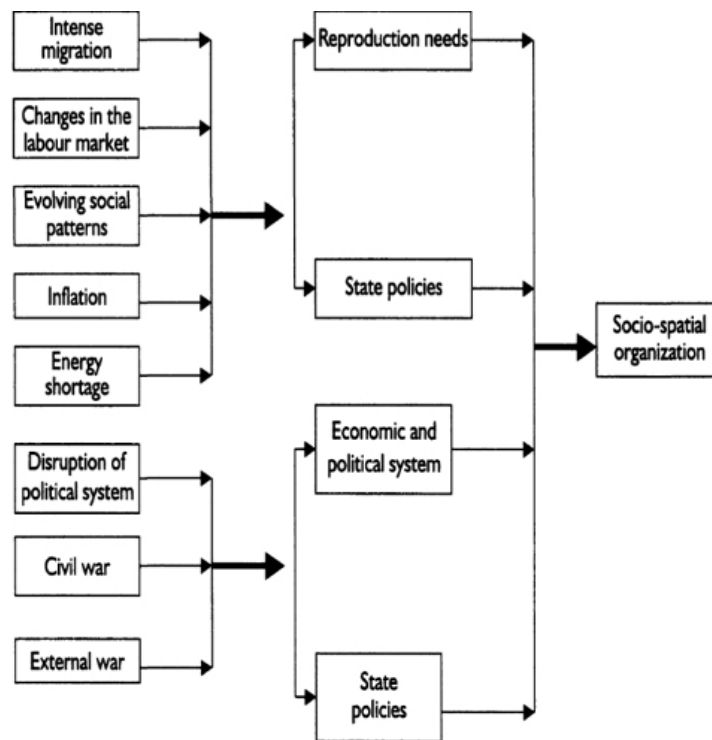 Intense
migration
Changes in the
labour market
Evolving social
patterns
Inflation
Energy
shortage
Disruption of
political system
Civil war
External war
Reproduction needs
State policies
Economic and
political system
State
policies
Socio-spatial
organization